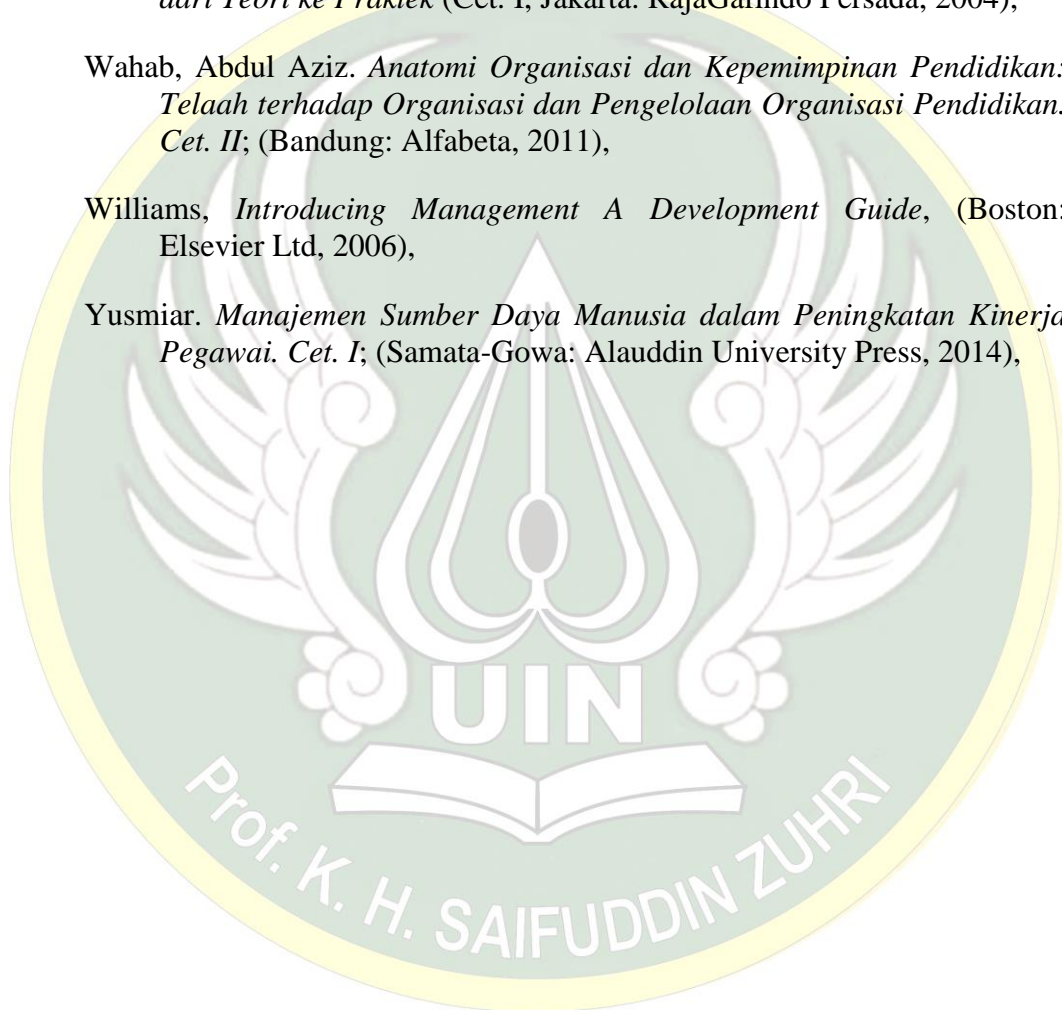 dari Teori ke Praktek (Cet. I; Jakarta: RajaGarfindo Persada, 2004),
Wahab, Abdul Aziz. Anatomi Organisasi dan Kepemimpinan Pendidikan:
Telaah terhadap Organisasi dan Pengelolaan Organisasi Pendidikan.
Cet. II; (Bandung: Alfabeta, 2011),
Williams, Introducing Management A Development Guide, (Boston:
Elsevier Ltd, 2006),
Yusmiar. Manajemen Sumber Daya Manusia dalam Peningkatan Kinerja
Pegawai. Cet. I; (Samata-Gowa: Alauddin University Press, 2014),
UIN
Prof. K. H. SAIFUDDIN ZUHRI